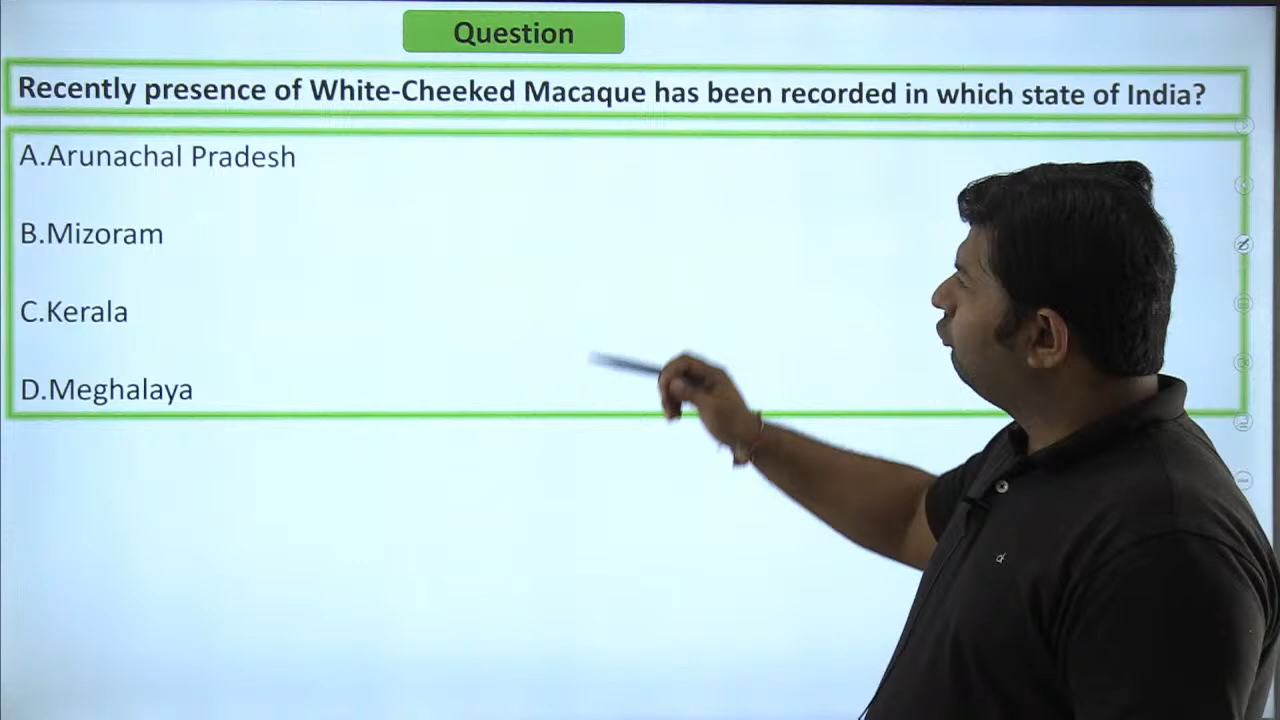 Question
Recently presence of White-Cheeked Macaque has been recorded in which state of India?
A.Arunachal Pradesh
B.Mizoram
C.Kerala
D.Meghalaya